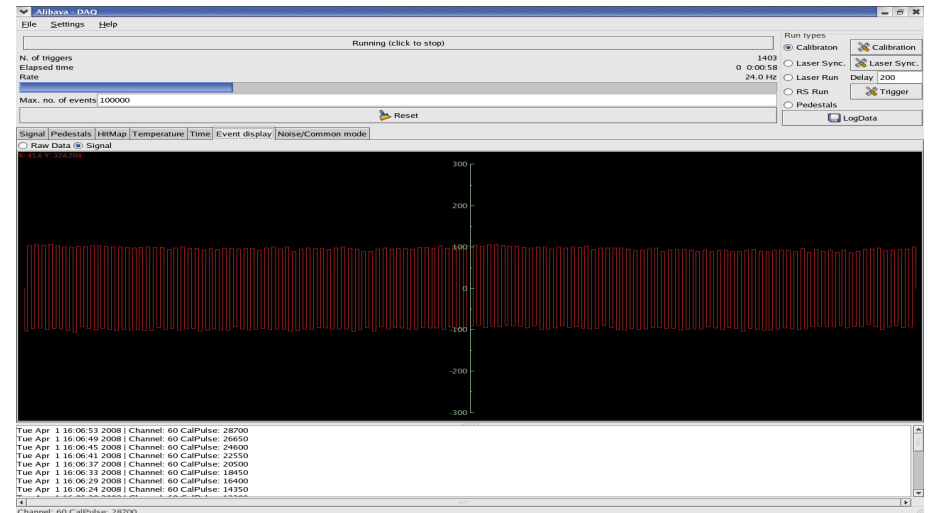 Alibava - DAQ
File Settings Help
Running (click to stop)
N. of triggers 1403
Elapsed time 0 0:00:58
Rate 24.0 Hz
Max. no. of events 100000
Reset
Run types
Calibraton Calibration
Laser Sync. Laser Sync.
Laser Run Delay 200
RS Run Trigger
Pedestals
LogData
Signal Pedestals HitMap Temperature Time Event display Noise/Common mode
Raw Data Signal
X: 41.6 Y: 324.204
300
200
100
0
-100
-200
-300
Tue Apr 1 16:06:53 2008 | Channel: 60 CalPulse: 28700
Tue Apr 1 16:06:49 2008 | Channel: 60 CalPulse: 26650
Tue Apr 1 16:06:45 2008 | Channel: 60 CalPulse: 24600
Tue Apr 1 16:06:41 2008 | Channel: 60 CalPulse: 22550
Tue Apr 1 16:06:37 2008 | Channel: 60 CalPulse: 20500
Tue Apr 1 16:06:33 2008 | Channel: 60 CalPulse: 18450
Tue Apr 1 16:06:29 2008 | Channel: 60 CalPulse: 16400
Tue Apr 1 16:06:24 2008 | Channel: 60 CalPulse: 14350
Channel: 60 CalPulse: 28700